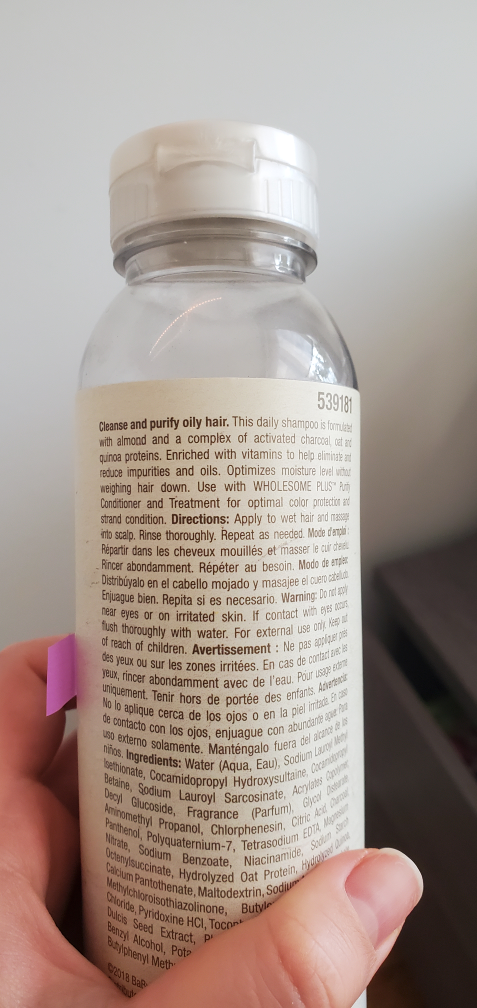 539181
Cleanse and purify oily hair. This daily shampoo is formulated
with almond and a complex of activated charcoal, oat and
quinoa proteins. Enriched with vitamins to help eliminate and
reduce impurities and oils. Optimizes moisture level without
weighing hair down. Use with WHOLESOME PLUS™ Purity
Conditioner and Treatment for optimal color protection and
strand condition. Directions: Apply to wet hair and massage
into scalp. Rinse thoroughly. Repeat as needed. Mode d'emploi :
Répartir dans les cheveux mouillés et masser le cuir chevelu.
Rincer abondamment. Répéter au besoin. Modo de empleo:
Distribúyalo en el cabello mojado y masajee el cuero cabelludo.
Enjuague bien. Repita si es necesario. Warning: Do not apply
near eyes or on irritated skin. If contact with eyes occurs,
flush thoroughly with water. For external use only. Keep out
of reach of children. Avertissement : Ne pas appliquer près
des yeux ou sur les zones irritées. En cas de contact avec les
yeux, rincer abondamment avec de l'eau. Pour usage externe
uniquement. Tenir hors de portée des enfants. Advertencia:
No lo aplique cerca de los ojos o en la piel irritada. En caso
de contacto con los ojos, enjuague con abundante agua. Para
uso externo solamente. Manténgalo fuera del alcance de los
niños. Ingredients: Water (Aqua, Eau), Sodium Lauroyl Methyl
Isethionate, Cocamidopropyl Hydroxysultaine, Cocamidopropyl
Betaine, Sodium Lauroyl Sarcosinate, Acrylates Copolymer,
Decyl Glucoside, Fragrance (Parfum), Glycol Distearate,
Aminomethyl Propanol, Chlorphenesin, Citric Acid, Charcoal
Panthenol, Polyquaternium-7, Tetrasodium EDTA, Magnesium
Nitrate, Sodium Benzoate, Niacinamide, Sodium Starch
Octenylsuccinate, Hydrolyzed Oat Protein, Hydrolyzed Quinoa
Calcium Pantothenate, Maltodextrin, Sodium
Methylchloroisothiazolinone,
Chloride, Pyridoxine HCl,
Dulcis Seed Extract,
Benzyl Alcohol,
Butylphenyl
©2018